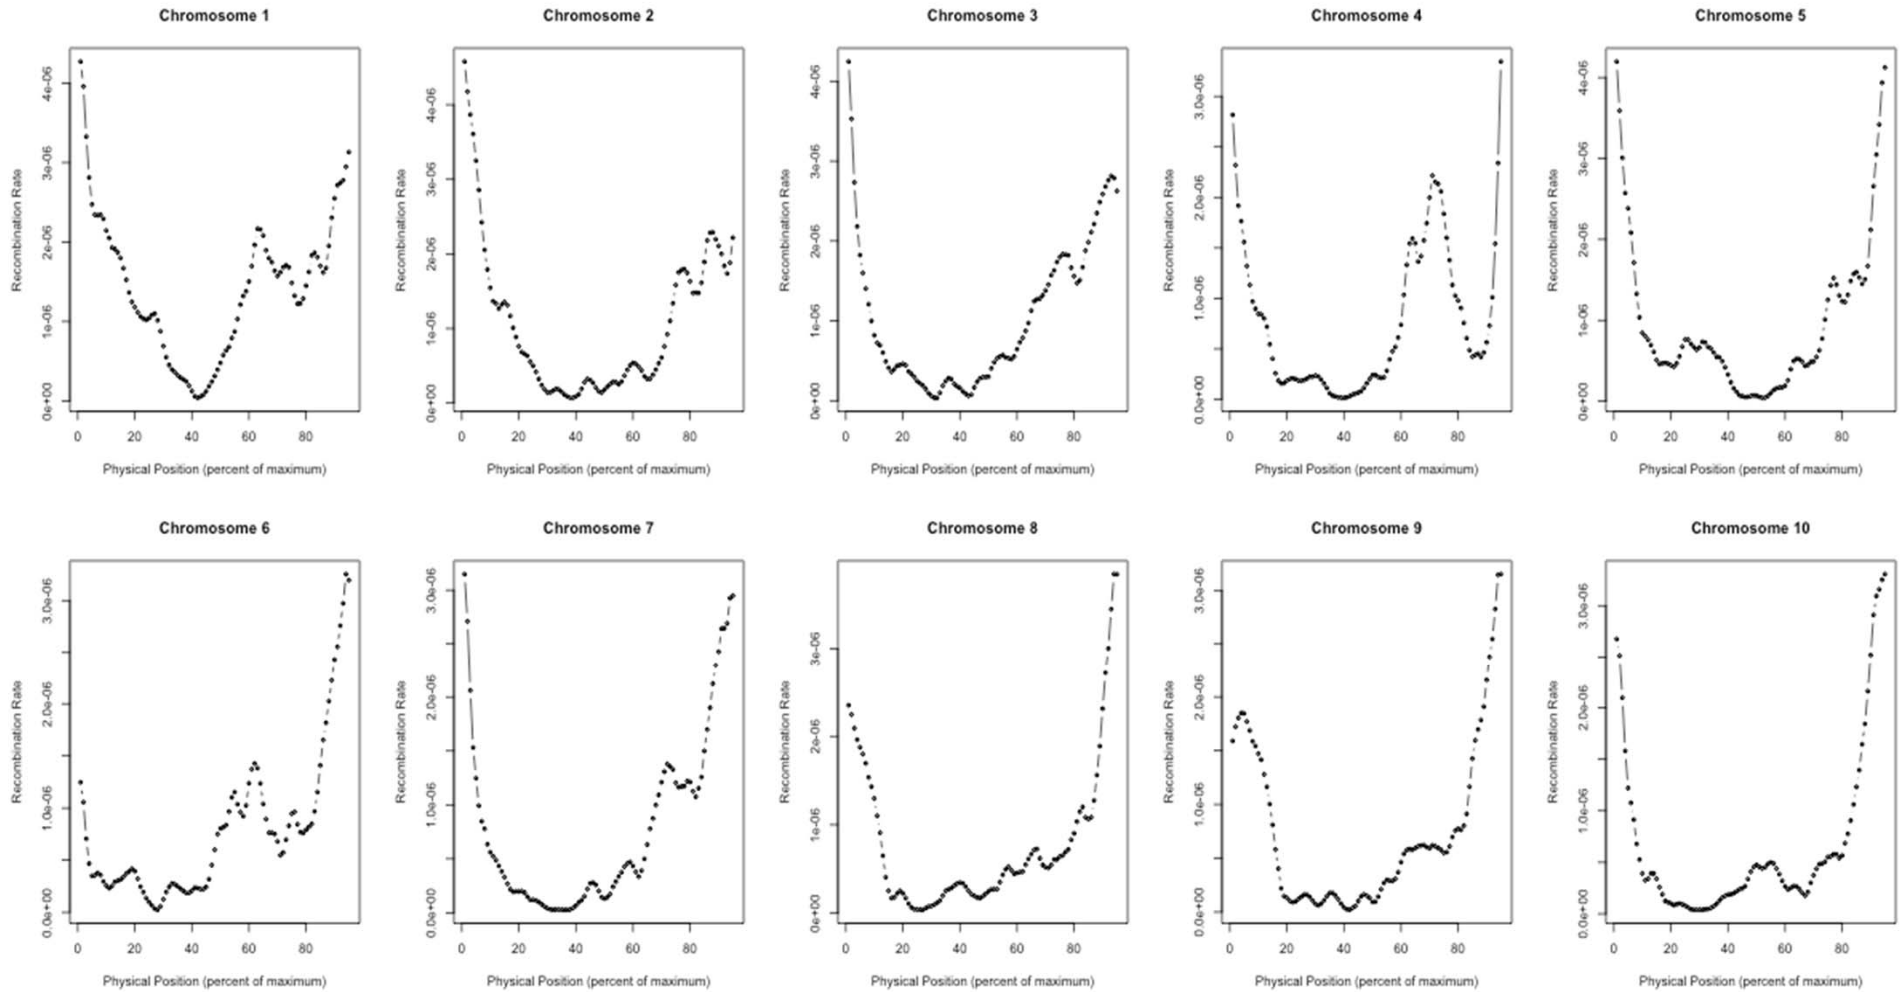 Chromosome 1
Recombination Rate
0e+00 1e-06 2e-06 3e-06 4e-06
0 20 40 60 80
Physical Position (percent of maximum)
Chromosome 2
Recombination Rate
0e+00 1e-06 2e-06 3e-06 4e-06
0 20 40 60 80
Physical Position (percent of maximum)
Chromosome 3
Recombination Rate
0e+00 1e-06 2e-06 3e-06 4e-06
0 20 40 60 80
Physical Position (percent of maximum)
Chromosome 4
Recombination Rate
0.0e+00 1.0e-06 2.0e-06 3.0e-06
0 20 40 60 80
Physical Position (percent of maximum)
Chromosome 5
Recombination Rate
0e+00 1e-06 2e-06 3e-06 4e-06
0 20 40 60 80
Physical Position (percent of maximum)
Chromosome 6
Recombination Rate
0.0e+00 1.0e-06 2.0e-06 3.0e-06
0 20 40 60 80
Physical Position (percent of maximum)
Chromosome 7
Recombination Rate
0.0e+00 1.0e-06 2.0e-06 3.0e-06
0 20 40 60 80
Physical Position (percent of maximum)
Chromosome 8
Recombination Rate
0e+00 1e-06 2e-06 3e-06
0 20 40 60 80
Physical Position (percent of maximum)
Chromosome 9
Recombination Rate
0.0e+00 1.0e-06 2.0e-06 3.0e-06
0 20 40 60 80
Physical Position (percent of maximum)
Chromosome 10
Recombination Rate
0.0e+00 1.0e-06 2.0e-06 3.0e-06
0 20 40 60 80
Physical Position (percent of maximum)